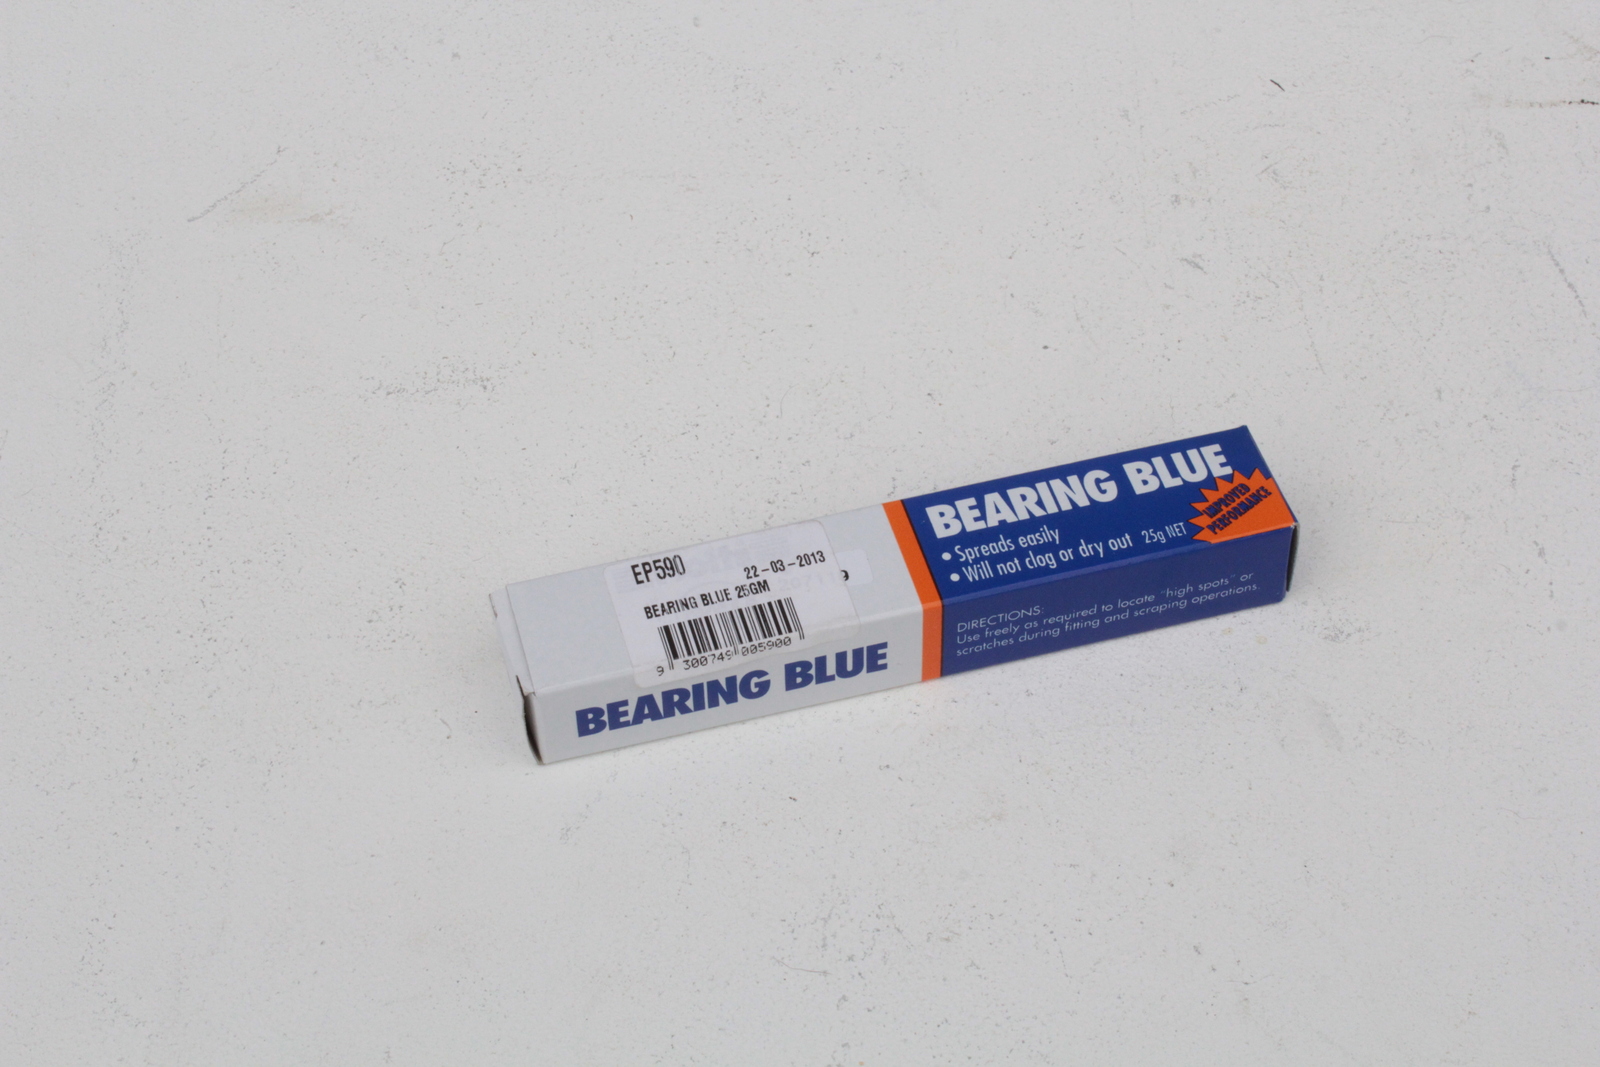 EP590
22-03-2013
BEARING BLUE 25GM
9 300749 005900
BEARING BLUE
BEARING BLUE
• Spreads easily
• Will not clog or dry out 25g NET
IMPROVED
PERFORMANCE
DIRECTIONS:
Use freely as required to locate "high spots" or
scratches during fitting and scraping operations.